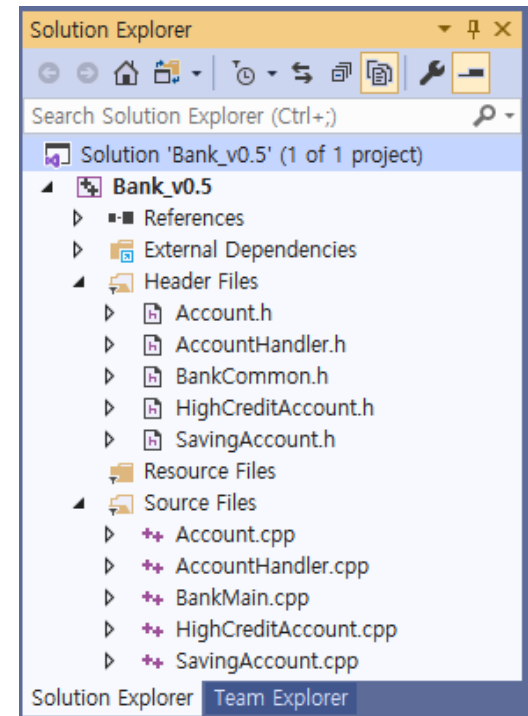 Solution Explorer
Search Solution Explorer (Ctrl+;)
Solution 'Bank_v0.5' (1 of 1 project)
Bank_v0.5
References
External Dependencies
Header Files
Account.h
AccountHandler.h
BankCommon.h
HighCreditAccount.h
SavingAccount.h
Resource Files
Source Files
Account.cpp
AccountHandler.cpp
BankMain.cpp
HighCreditAccount.cpp
SavingAccount.cpp
Solution Explorer Team Explorer